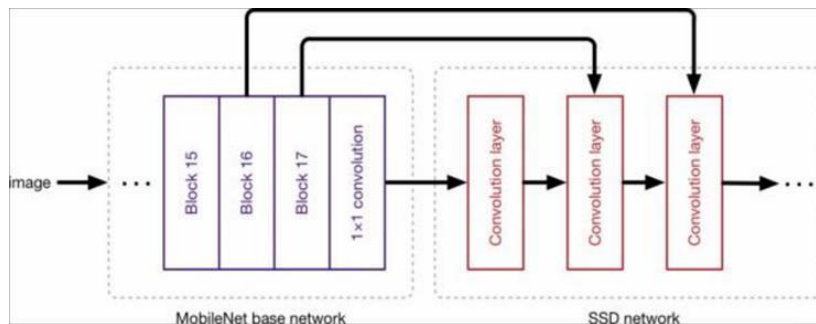 image
...
Block 15
Block 16
Block 17
1×1 convolution
Convolution layer
Convolution layer
Convolution layer
...
MobileNet base network
SSD network